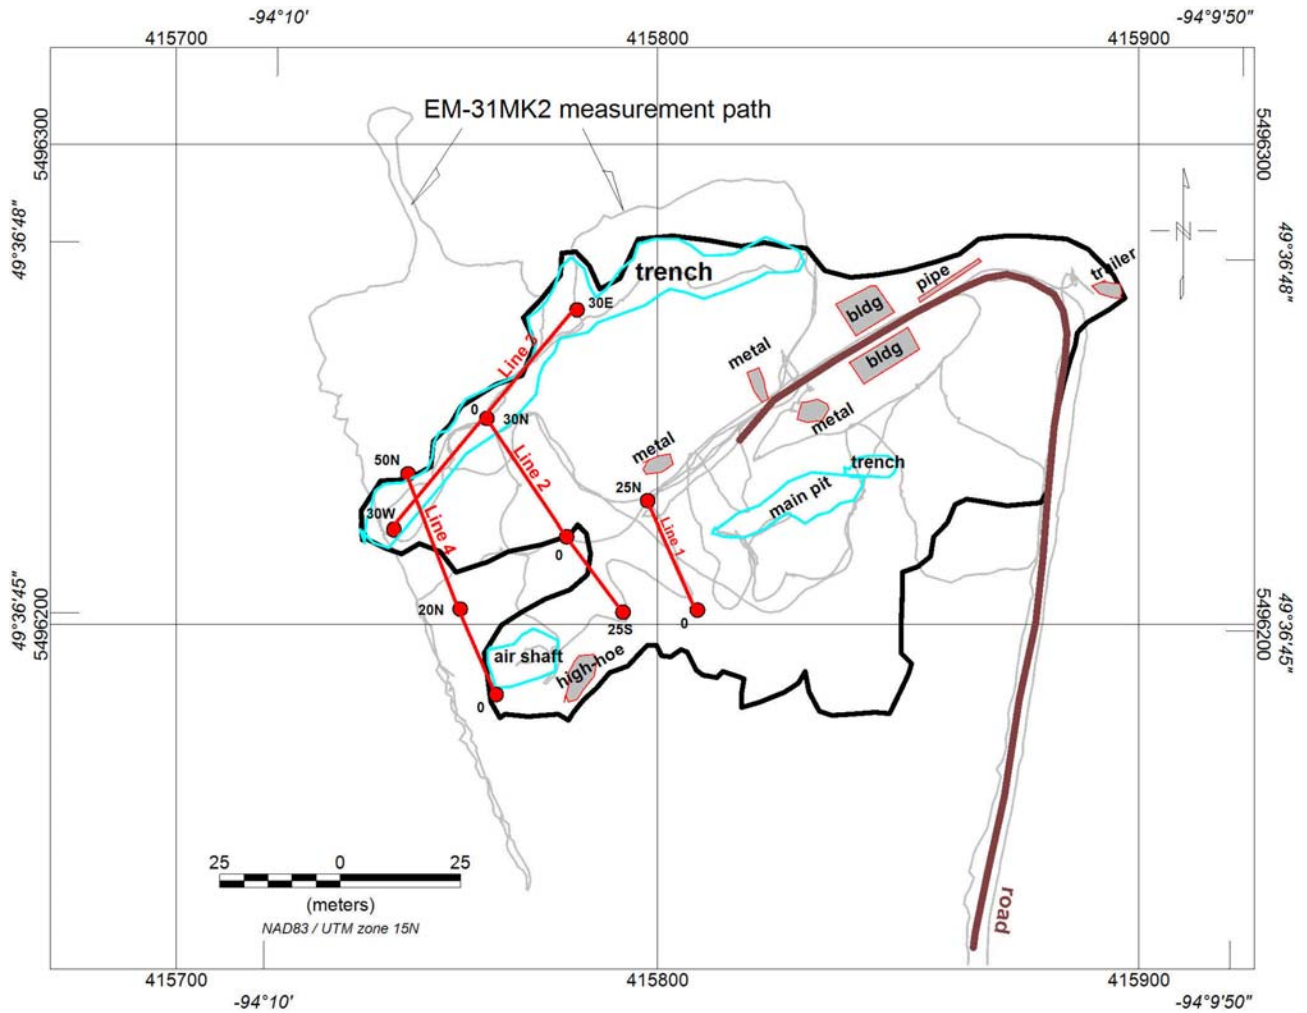 -94°10' -94°9'50"
415700 415800 415900
EM-31MK2 measurement path
5496300 5496300
49°36'48" 49°36'48"
trench
trailer
pipe
30E
bldg
Line 3
bldg
metal
0 30N
metal
50N
Line 2
metal
trench
25N
main pit
30W
Line 4
Line 1
0
49°36'45" 49°36'45"
5496200 5496200
20N
25S
0
air shaft
high-hoe
0
25 0 25
(meters)
NAD83 / UTM zone 15N
road
N
415700 415800 415900
-94°10' -94°9'50"